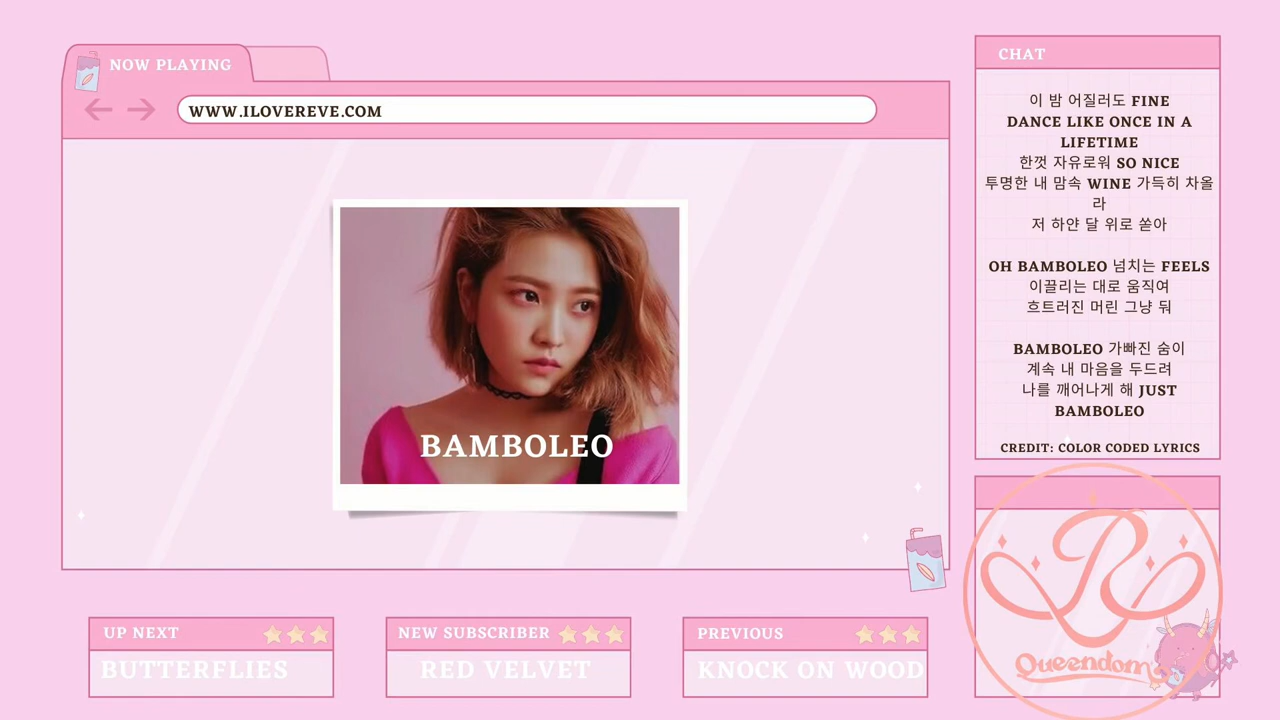 NOW PLAYING
WWW.ILOVEREVE.COM
BAMBOLEO
CHAT
이 밤 어질러도 FINE
DANCE LIKE ONCE IN A
LIFETIME
한껏 자유로워 SO NICE
투명한 내 맘속 WINE 가득히 차올
라
저 하얀 달 위로 쏟아
OH BAMBOLEO 넘치는 FEELS
이끌리는 대로 움직여
흐트러진 머린 그냥 둬
BAMBOLEO 가빠진 숨이
계속 내 마음을 두드려
나를 깨어나게 해 JUST
BAMBOLEO
CREDIT: COLOR CODED LYRICS
UP NEXT
BUTTERFLIES
NEW SUBSCRIBER
RED VELVET
PREVIOUS
KNOCK ON WOOD
R
Queendom